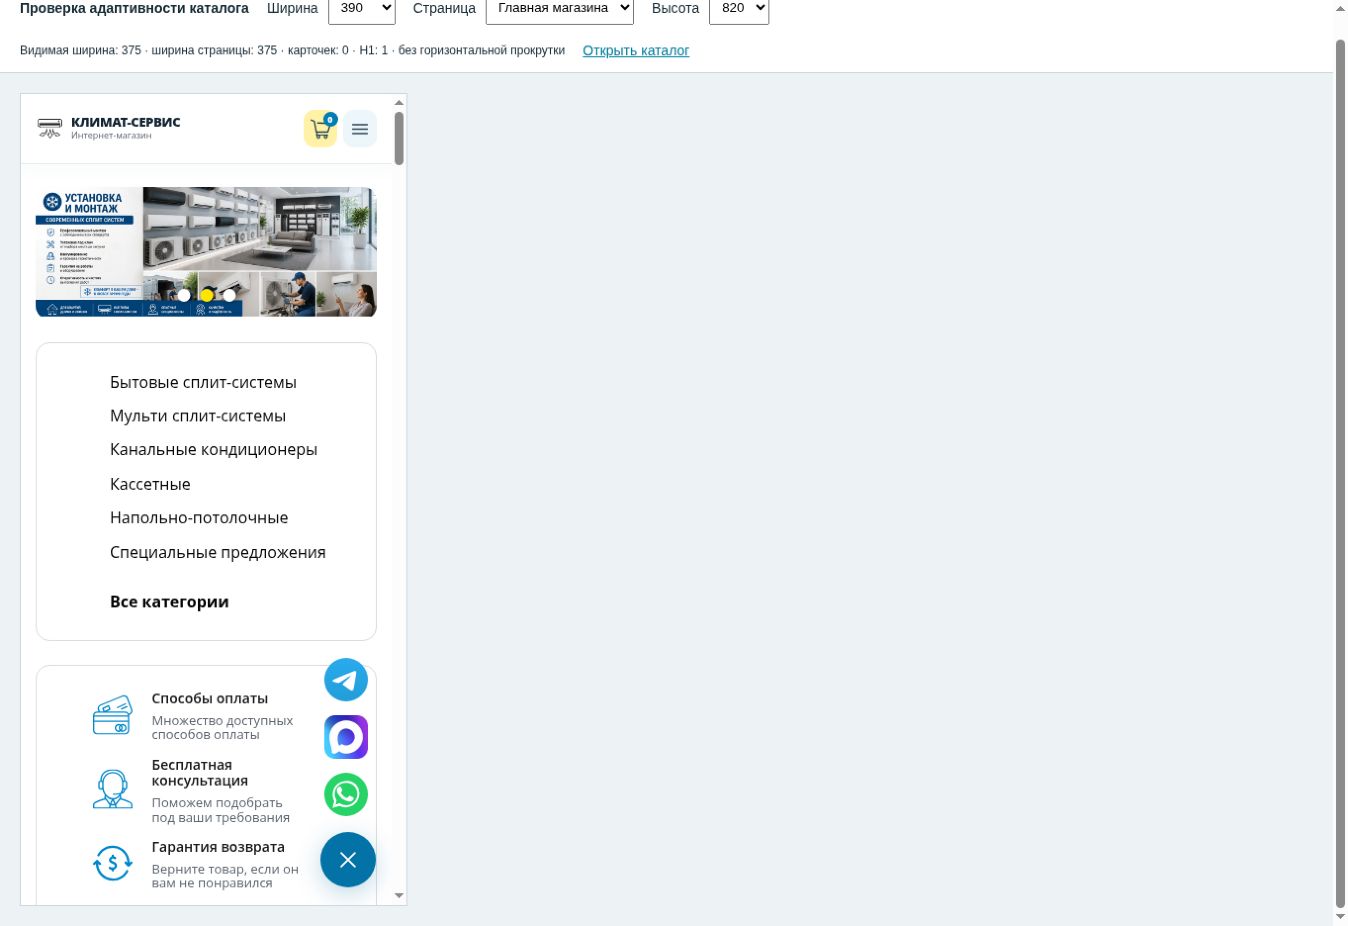 Проверка адаптивности каталога Ширина 390 Страница Главная магазина Высота 820
Видимая ширина: 375 · ширина страницы: 375 · карточек: 0 · H1: 1 · без горизонтальной прокрутки Открыть каталог
КЛИМАТ-СЕРВИС
Интернет-магазин
0
УСТАНОВКА
И МОНТАЖ
СОВРЕМЕННЫХ СПЛИТ СИСТЕМ
Бытовые сплит-системы
Мульти сплит-системы
Канальные кондиционеры
Кассетные
Напольно-потолочные
Специальные предложения
Все категории
Способы оплаты
Множество доступных
способов оплаты
Бесплатная
консультация
Поможем подобрать
под ваши требования
Гарантия возврата
Верните товар, если он
вам не понравился